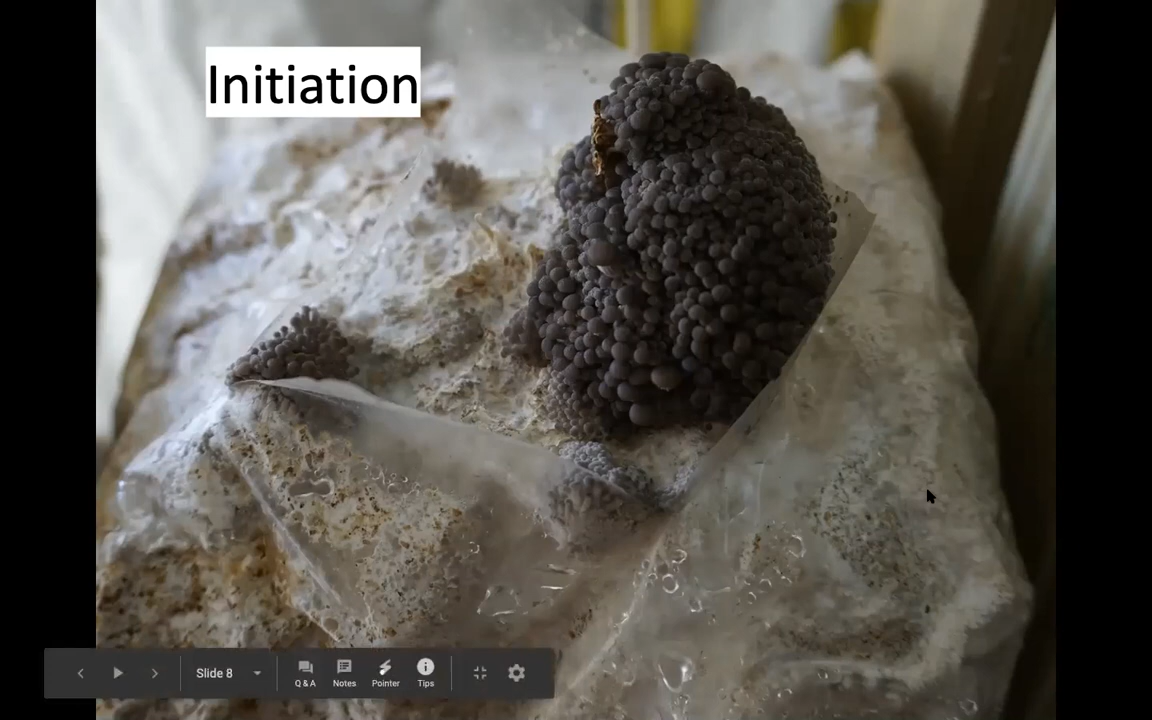 Initiation
Slide 8
Q & A
Notes
Pointer
Tips